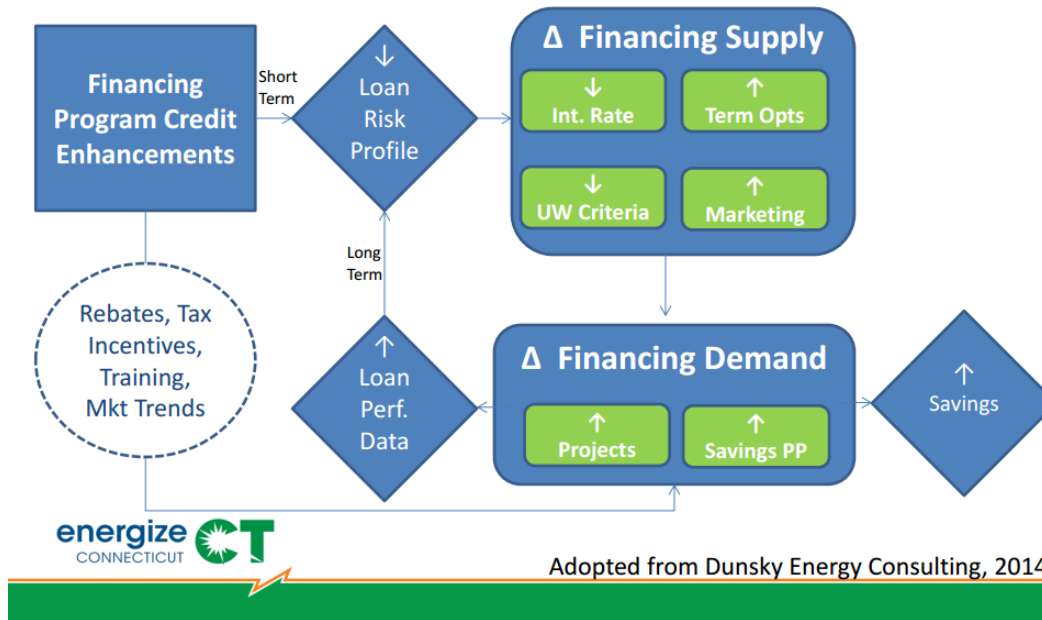 Financing
Program Credit
Enhancements
Short
Term
↓
Loan
Risk
Profile
Δ Financing Supply
↓
Int. Rate
↑
Term Opts
↓
UW Criteria
↑
Marketing
Long
Term
Rebates, Tax
Incentives,
Training,
Mkt Trends
↑
Loan
Perf.
Data
Δ Financing Demand
↑
Projects
↑
Savings PP
↑
Savings
energize
CONNECTICUT
CT
Adopted from Dunsky Energy Consulting, 2014